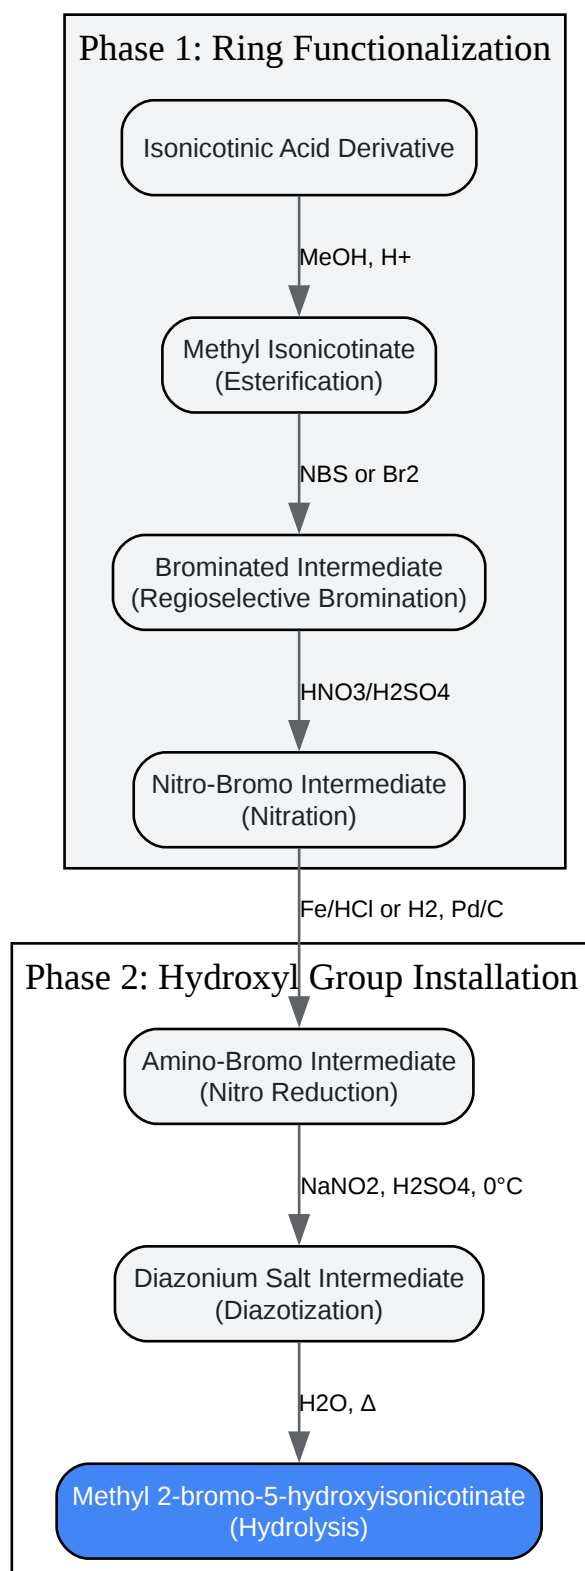 Phase 1: Ring Functionalization
Isonicotinic Acid Derivative
MeOH, H+
Methyl Isonicotinate
(Esterification)
NBS or Br2
Brominated Intermediate
(Regioselective Bromination)
HNO3/H2SO4
Nitro-Bromo Intermediate
(Nitration)
Fe/HCl or H2, Pd/C
Phase 2: Hydroxyl Group Installation
Amino-Bromo Intermediate
(Nitro Reduction)
NaNO2, H2SO4, 0°C
Diazonium Salt Intermediate
(Diazotization)
H2O, Δ
Methyl 2-bromo-5-hydroxyisonicotinate
(Hydrolysis)